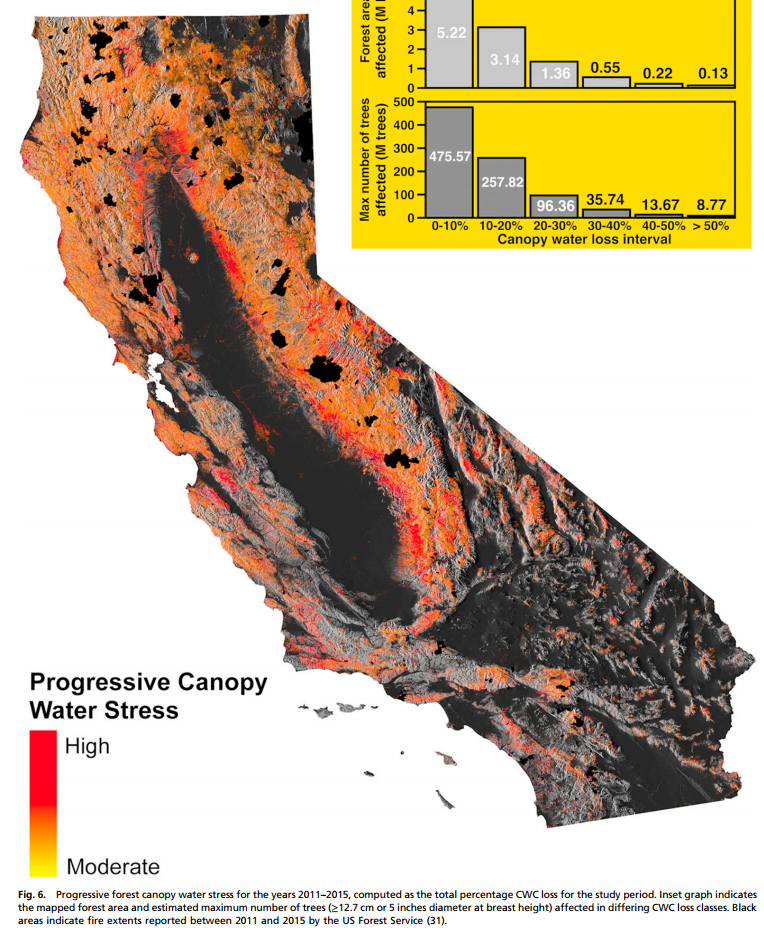 Forest area
affected (M
4
3
2
1
0
5.22
3.14
1.36
0.55
0.22
0.13
Max number of trees
affected (M trees)
500
400
300
200
100
0
475.57
257.82
96.36
35.74
13.67
8.77
0-10% 10-20% 20-30% 30-40% 40-50% > 50%
Canopy water loss interval
Progressive Canopy
Water Stress
High
Moderate
Fig. 6. Progressive forest canopy water stress for the years 2011–2015, computed as the total percentage CWC loss for the study period. Inset graph indicates
the mapped forest area and estimated maximum number of trees (≥12.7 cm or 5 inches diameter at breast height) affected in differing CWC loss classes. Black
areas indicate fire extents reported between 2011 and 2015 by the US Forest Service (31).